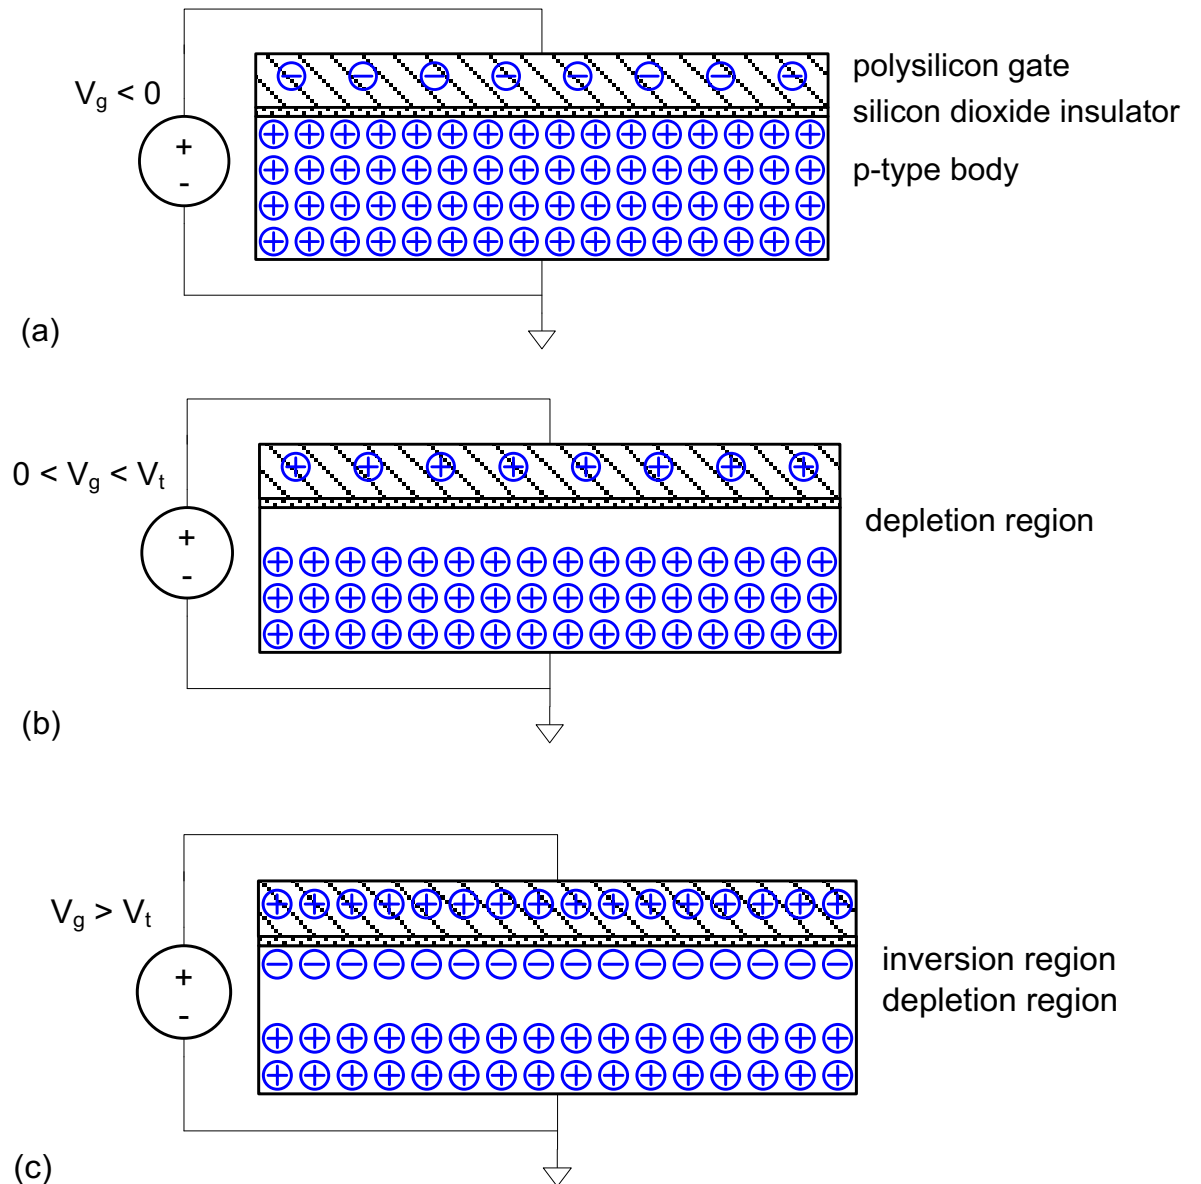 V_g < 0
+
-
polysilicon gate
silicon dioxide insulator
p-type body
(a)
0 < V_g < V_t
+
-
depletion region
(b)
V_g > V_t
+
-
inversion region
depletion region
(c)